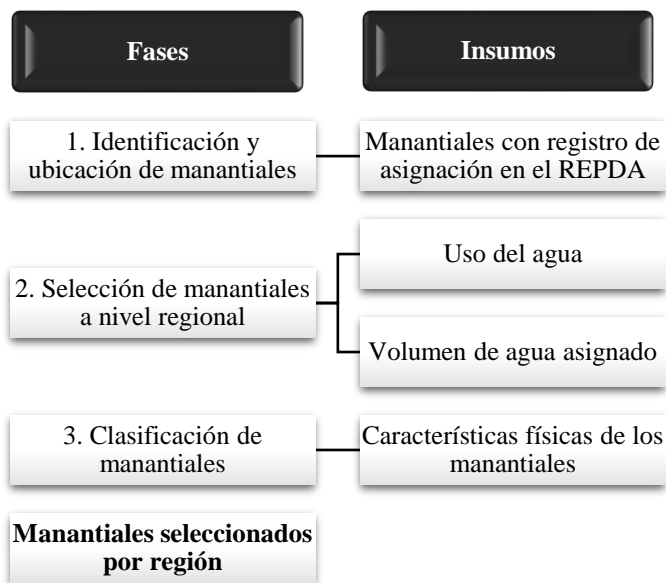 Fases
Insumos
1. Identificación y
ubicación de manantiales
Manantiales con registro de
asignación en el REPDA
2. Selección de manantiales
a nivel regional
Uso del agua
Volumen de agua asignado
3. Clasificación de
manantiales
Características físicas de los
manantiales
Manantiales seleccionados
por región